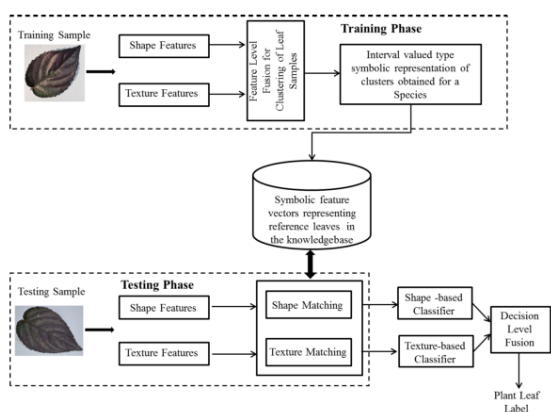 Training Phase
Training Sample
Shape Features
Texture Features
Feature Level
Fusion for
Clustering of Leaf
Samples
Interval valued type
symbolic representation of
clusters obtained for a
Species
Symbolic feature
vectors representing
reference leaves in
the knowledgebase
Testing Phase
Testing Sample
Shape Features
Texture Features
Shape Matching
Texture Matching
Shape -based
Classifier
Texture-based
Classifier
Decision
Level
Fusion
Plant Leaf
Label